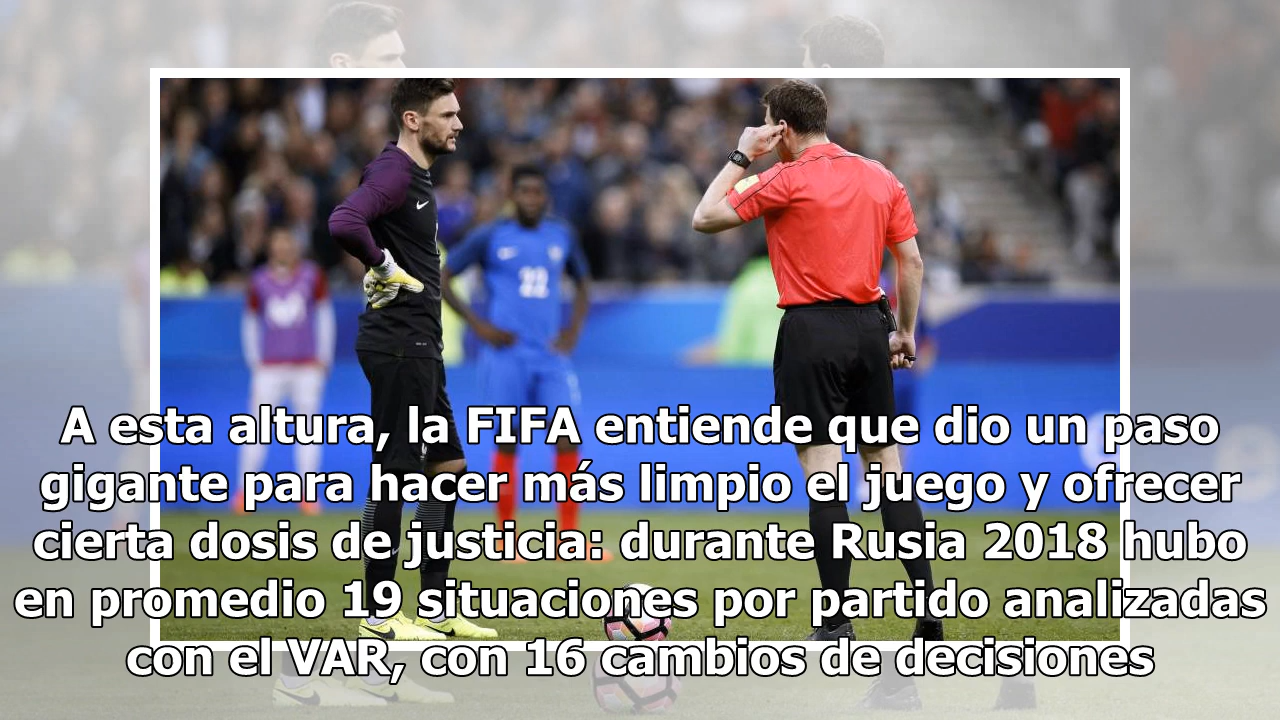 22
A esta altura, la FIFA entiende que dio un paso
gigante para hacer más limpio el juego y ofrecer
cierta dosis de justicia: durante Rusia 2018 hubo
en promedio 19 situaciones por partido analizadas
con el VAR, con 16 cambios de decisiones